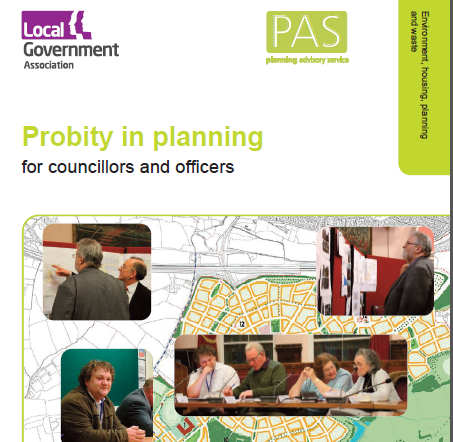 Local
Government
Association
PAS
planning advisory service
Environment, housing, planning
and waste
Probity in planning
for councillors and officers
12